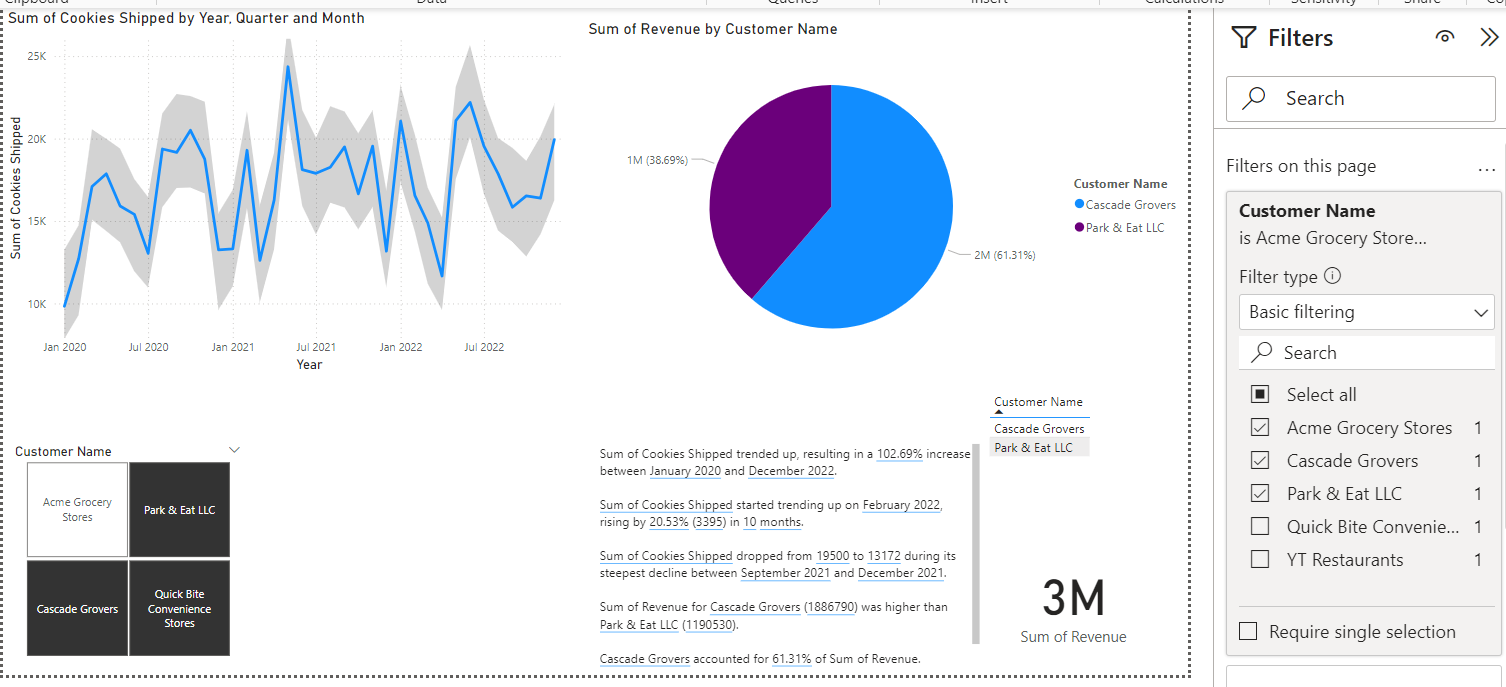 Clipboard
Data
Queries
Insert
Calculations
Sensitivity
Share
Sum of Cookies Shipped by Year, Quarter and Month
25K
20K
15K
10K
Sum of Cookies Shipped
Jan 2020
Jul 2020
Jan 2021
Jul 2021
Jan 2022
Jul 2022
Year
Sum of Revenue by Customer Name
1M (38.69%)
2M (61.31%)
Customer Name
Cascade Grovers
Park & Eat LLC
Customer Name
Acme Grocery
Stores
Park & Eat LLC
Cascade Grovers
Quick Bite
Convenience
Stores
Sum of Cookies Shipped trended up, resulting in a 102.69% increase
between January 2020 and December 2022.
Sum of Cookies Shipped started trending up on February 2022,
rising by 20.53% (3395) in 10 months.
Sum of Cookies Shipped dropped from 19500 to 13172 during its
steepest decline between September 2021 and December 2021.
Sum of Revenue for Cascade Grovers (1886790) was higher than
Park & Eat LLC (1190530).
Cascade Grovers accounted for 61.31% of Sum of Revenue.
Customer Name
Cascade Grovers
Park & Eat LLC
3M
Sum of Revenue
Filters
Search
Filters on this page
...
Customer Name
is Acme Grocery Store...
Filter type
Basic filtering
Search
Select all
Acme Grocery Stores 1
Cascade Grovers 1
Park & Eat LLC 1
Quick Bite Convenie... 1
YT Restaurants 1
Require single selection